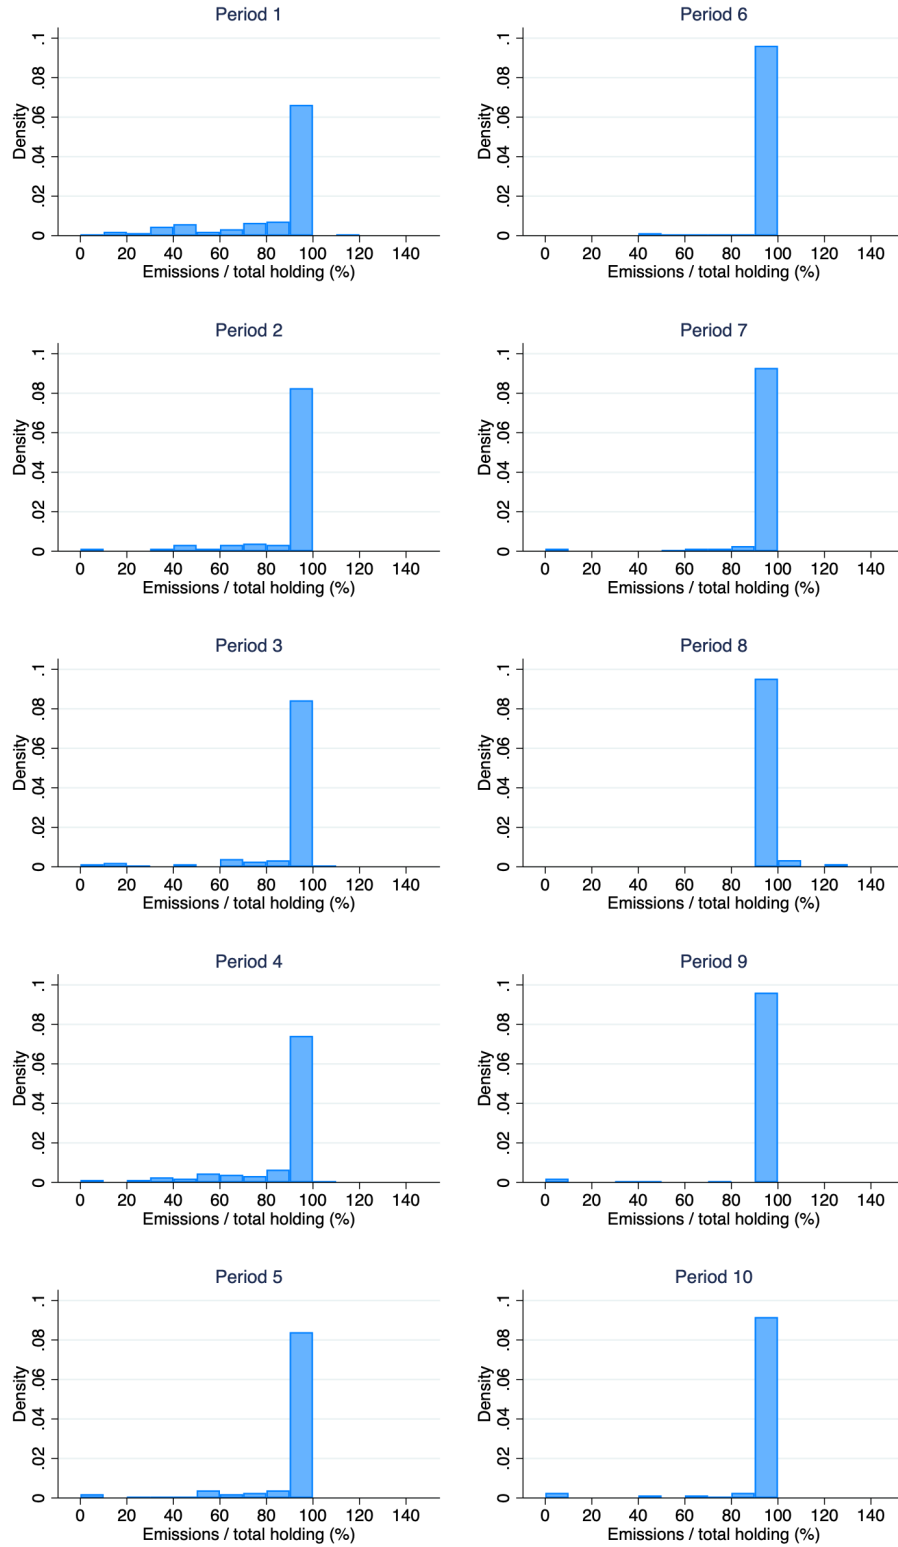 Period 1
Density
.1
.08
.06
.04
.02
0
0 20 40 60 80 100 120 140
Emissions / total holding (%)
Period 6
Density
.1
.08
.06
.04
.02
0
0 20 40 60 80 100 120 140
Emissions / total holding (%)
Period 2
Density
.1
.08
.06
.04
.02
0
0 20 40 60 80 100 120 140
Emissions / total holding (%)
Period 7
Density
.1
.08
.06
.04
.02
0
0 20 40 60 80 100 120 140
Emissions / total holding (%)
Period 3
Density
.1
.08
.06
.04
.02
0
0 20 40 60 80 100 120 140
Emissions / total holding (%)
Period 8
Density
.1
.08
.06
.04
.02
0
0 20 40 60 80 100 120 140
Emissions / total holding (%)
Period 4
Density
.1
.08
.06
.04
.02
0
0 20 40 60 80 100 120 140
Emissions / total holding (%)
Period 9
Density
.1
.08
.06
.04
.02
0
0 20 40 60 80 100 120 140
Emissions / total holding (%)
Period 5
Density
.1
.08
.06
.04
.02
0
0 20 40 60 80 100 120 140
Emissions / total holding (%)
Period 10
Density
.1
.08
.06
.04
.02
0
0 20 40 60 80 100 120 140
Emissions / total holding (%)